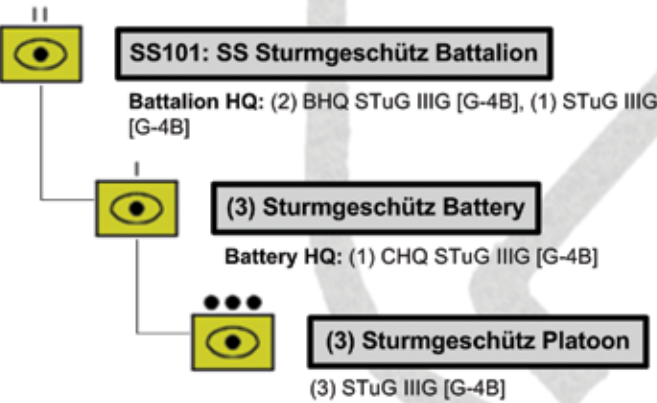 SS101: SS Sturmgeschütz Battalion
Battalion HQ: (2) BHQ STuG IIIG [G-4B], (1) STuG IIIG
[G-4B]
(3) Sturmgeschütz Battery
Battery HQ: (1) CHQ STuG IIIG [G-4B]
(3) Sturmgeschütz Platoon
(3) STuG IIIG [G-4B]